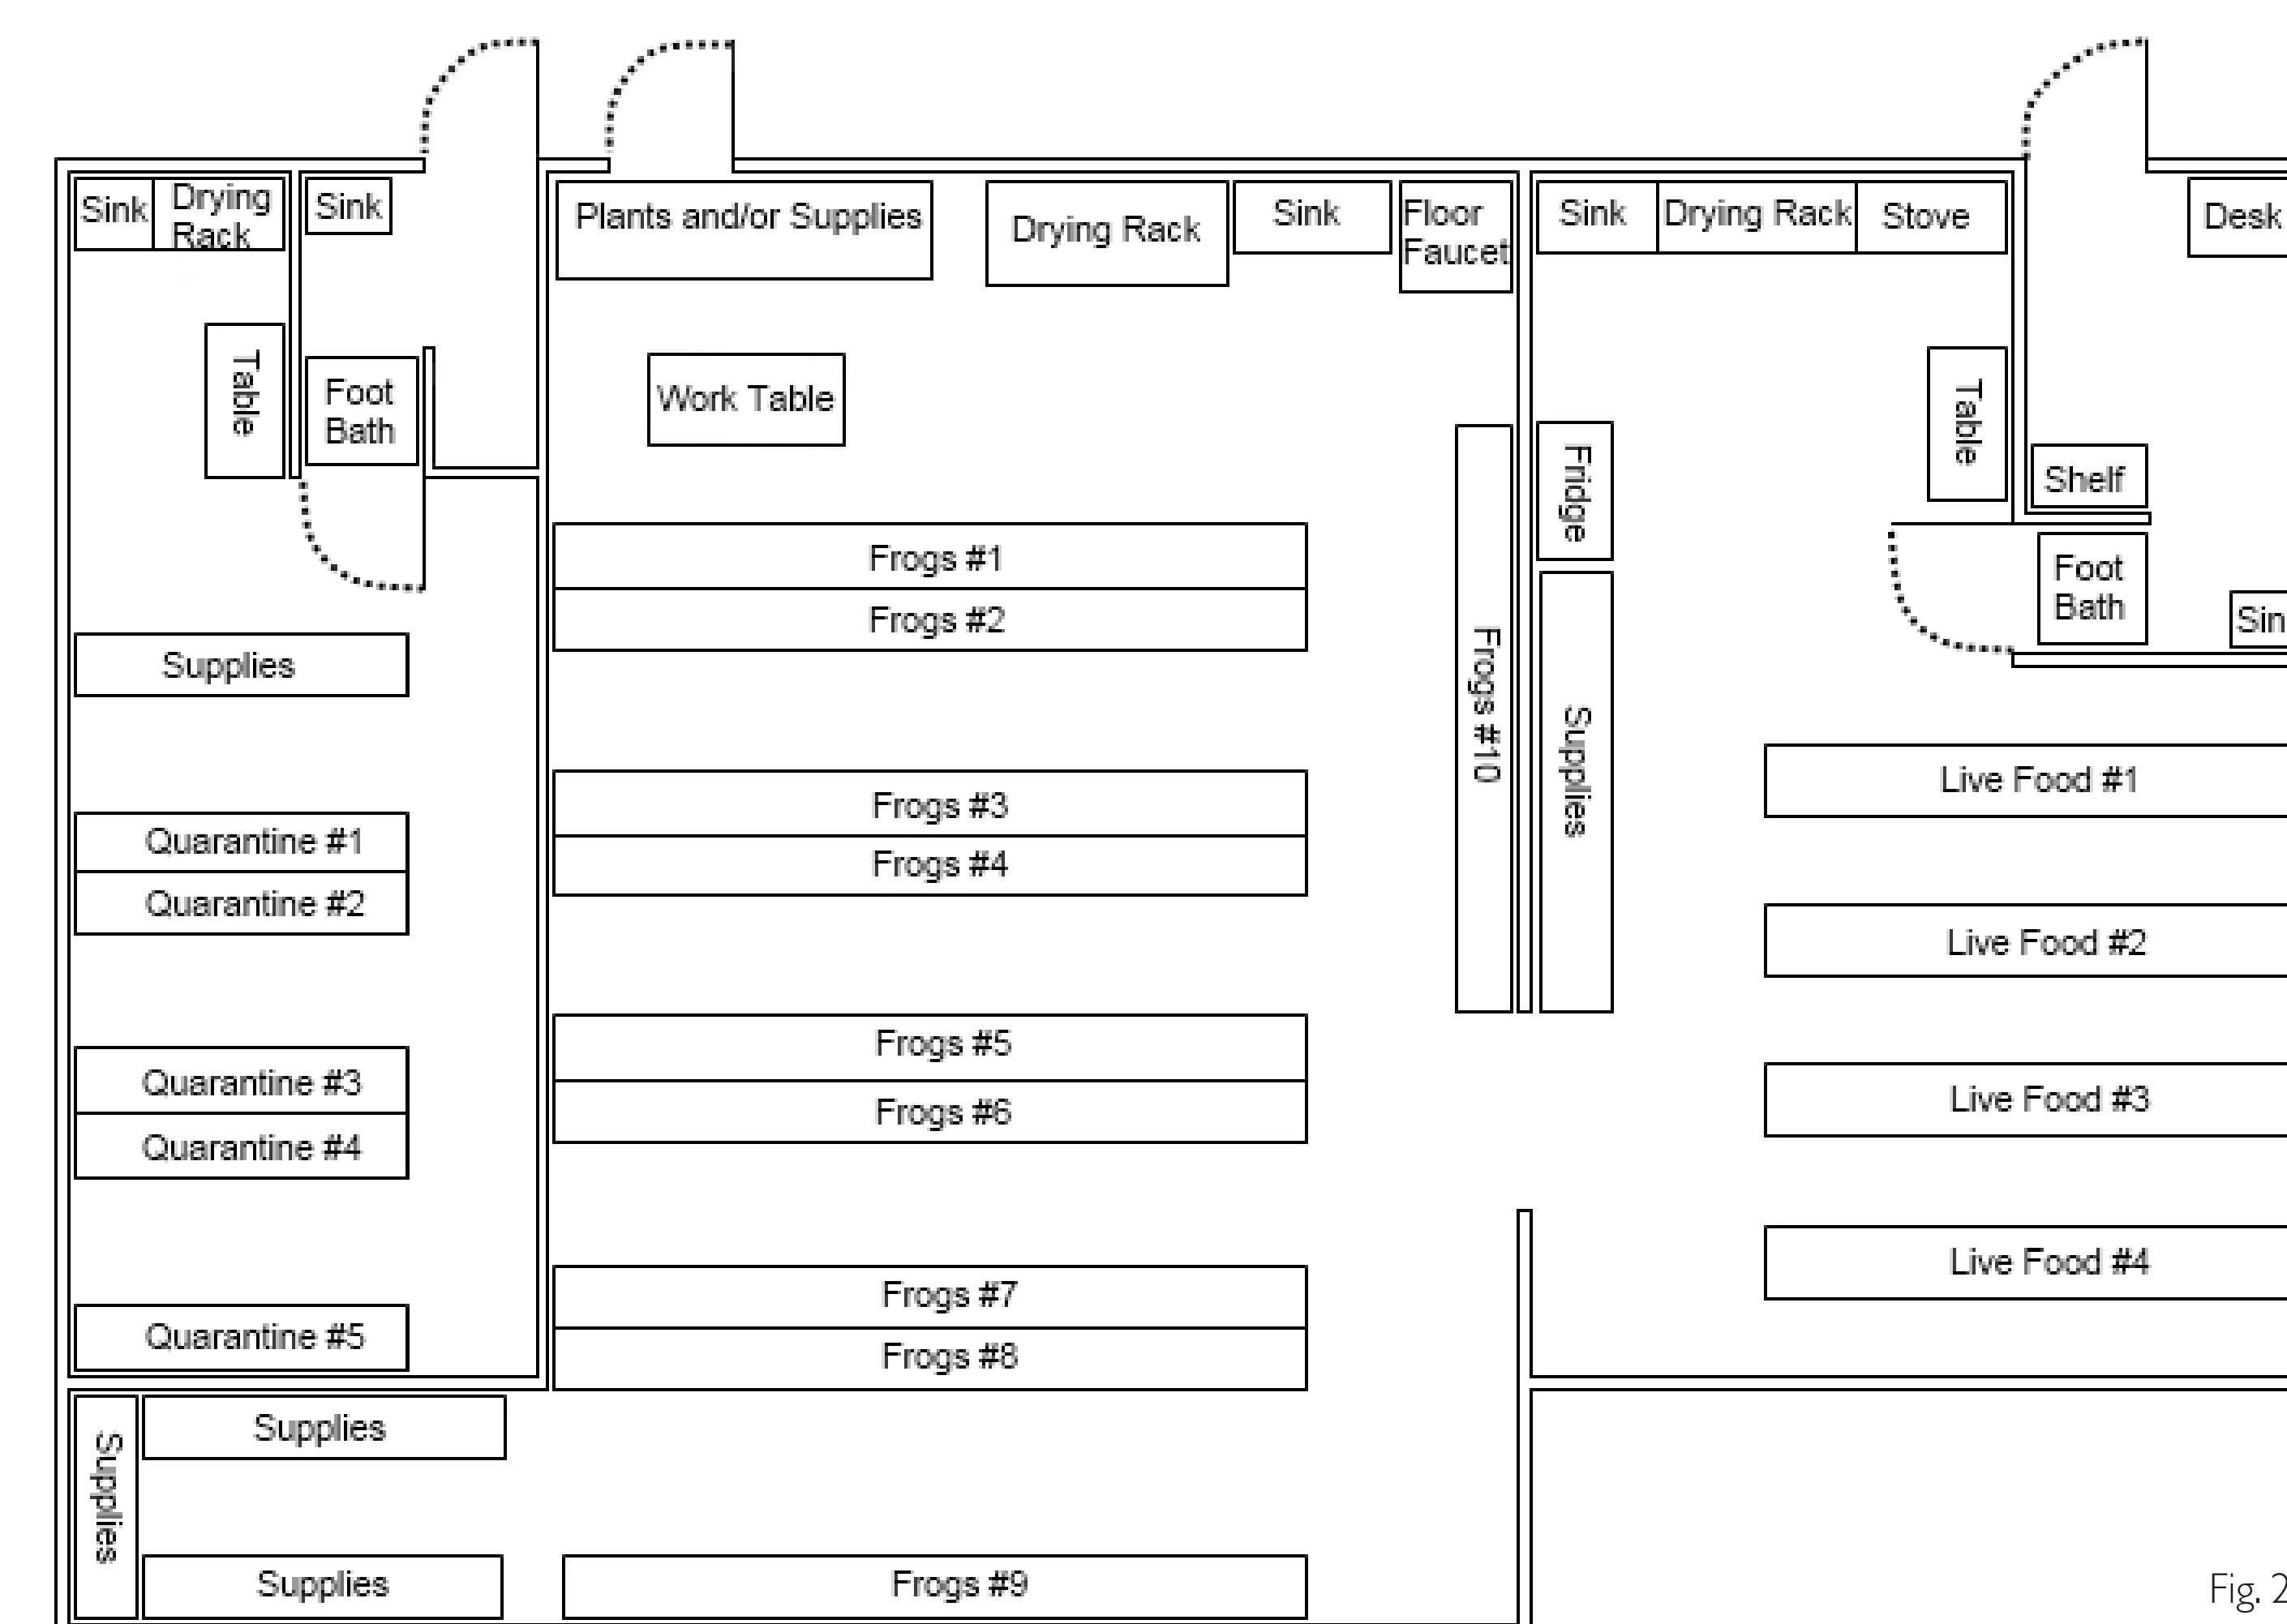 Sink
Drying
Rack
Sink
Plants and/or Supplies
Drying Rack
Sink
Floor
Faucet
Sink
Drying Rack
Stove
Desk
Table
Foot
Bath
Work Table
Fridge
Table
Shelf
Foot
Bath
Sin
Frogs #1
Frogs #2
Frogs #10
Supplies
Supplies
Live Food #1
Quarantine #1
Quarantine #2
Frogs #3
Frogs #4
Live Food #2
Quarantine #3
Quarantine #4
Frogs #5
Frogs #6
Live Food #3
Live Food #4
Quarantine #5
Frogs #7
Frogs #8
Supplies
Supplies
Supplies
Frogs #9
Fig. 2